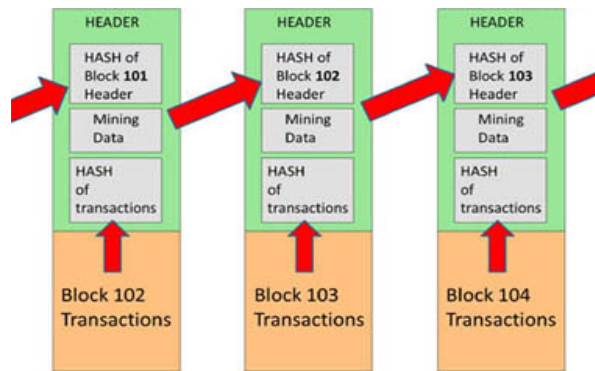 HEADER
HASH of
Block 101
Header
Mining
Data
HASH
of
transactions
Block 102
Transactions
HEADER
HASH of
Block 102
Header
Mining
Data
HASH
of
transactions
Block 103
Transactions
HEADER
HASH of
Block 103
Header
Mining
Data
HASH
of
transactions
Block 104
Transactions